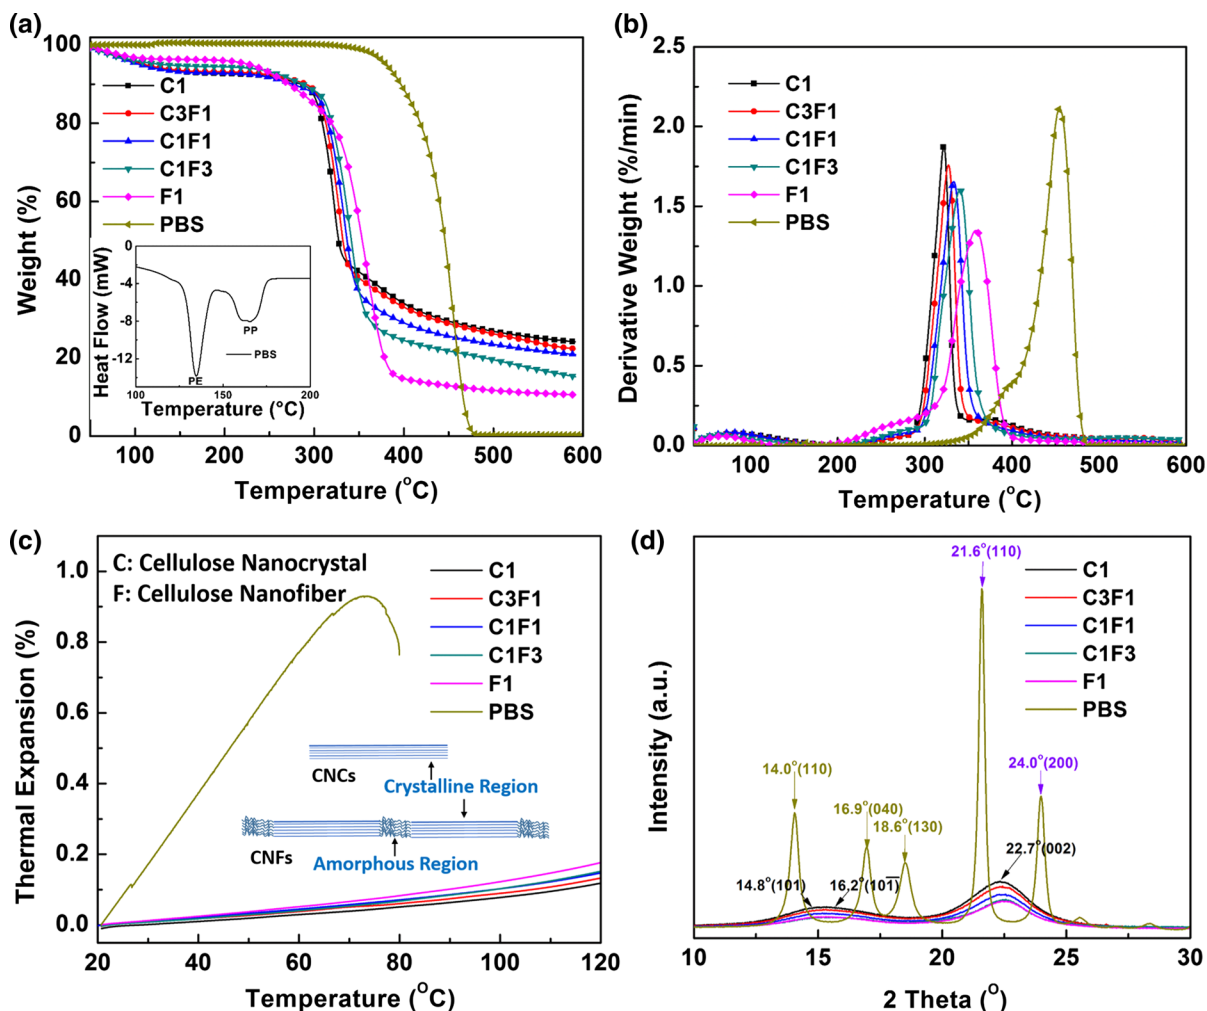 (a)
100
80
60
40
20
0
Weight (%)
C1
C3F1
C1F1
C1F3
F1
PBS
0
-4
-8
-12
Heat Flow (mW)
PE
PP
PBS
100 150 200
Temperature (°C)
100 200 300 400 500 600
Temperature (°C)
(b)
2.5
2.0
1.5
1.0
0.5
0.0
Derivative Weight (%/min)
C1
C3F1
C1F1
C1F3
F1
PBS
100 200 300 400 500 600
Temperature (°C)
(c)
1.0
0.8
0.6
0.4
0.2
0.0
Thermal Expansion (%)
C: Cellulose Nanocrystal
F: Cellulose Nanofiber
C1
C3F1
C1F1
C1F3
F1
PBS
CNCs
Crystalline Region
CNFs
Amorphous Region
20 40 60 80 100 120
Temperature (°C)
(d)
Intensity (a.u.)
21.6°(110)
C1
C3F1
C1F1
C1F3
F1
PBS
14.0°(110)
24.0°(200)
16.9°(040)
18.6°(130)
22.7°(002)
14.8°(101)
16.2°(101̅)
10 15 20 25 30
2 Theta (°)